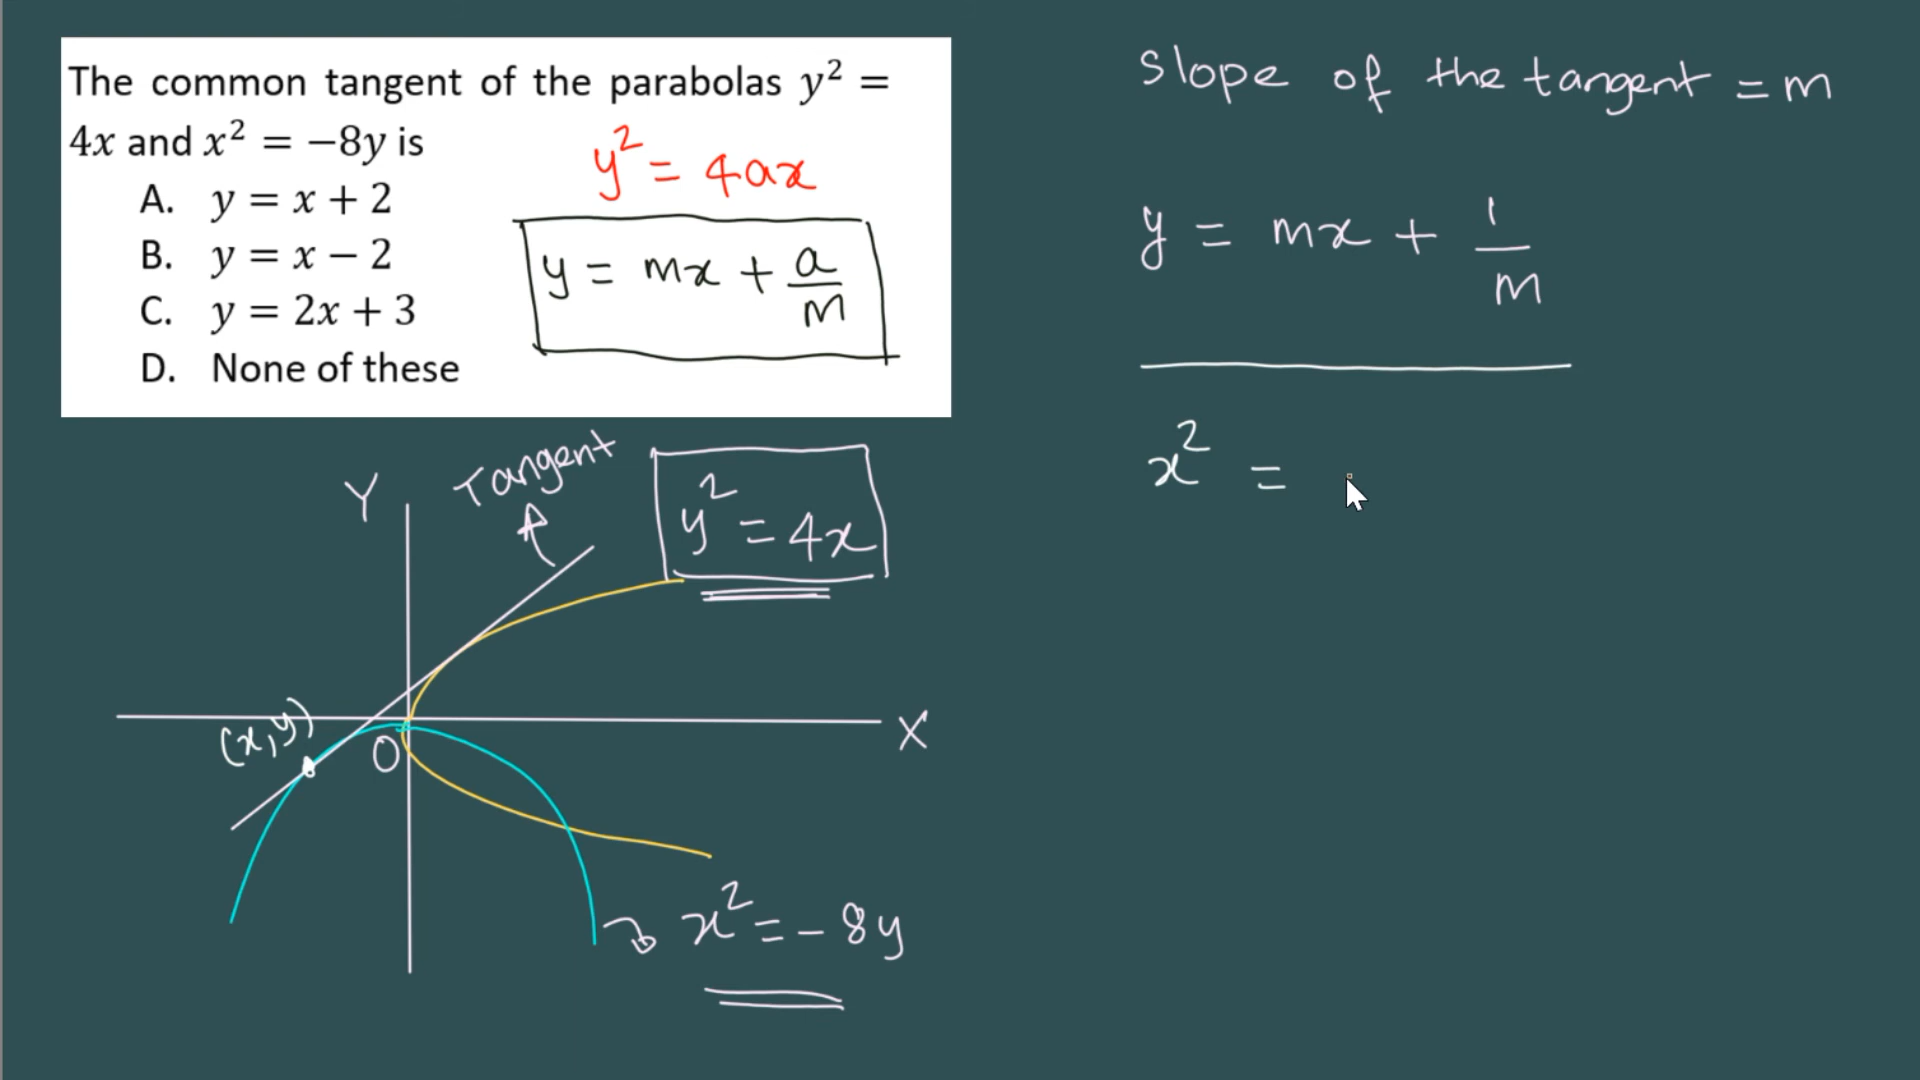 The common tangent of the parabolas y² =
4x and x² = −8y is
A. y = x + 2
B. y = x − 2
C. y = 2x + 3
D. None of these
y² = 4ax
y = mx + a/m
Slope of the tangent = m
y = mx + 1/m
x² =
Y
Tangent
y² = 4x
(x,y)
O
X
x² = −8y